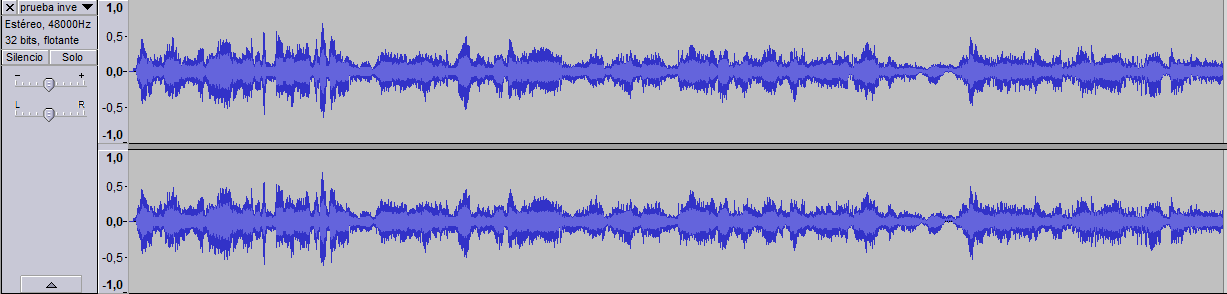 prueba inve
Estéreo, 48000Hz
32 bits, flotante
Silencio Solo
- +
L R
1,0
0,5-
0,0-
-0,5-
-1,0
1,0
0,5-
0,0-
-0,5-
-1,0